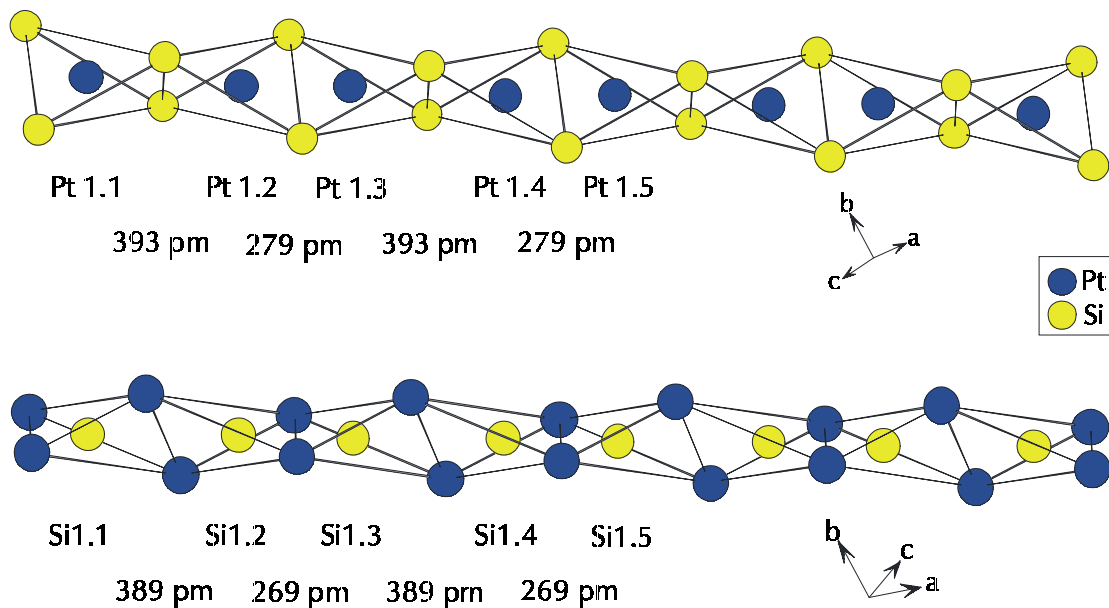 Pt 1.1 Pt 1.2 Pt 1.3 Pt 1.4 Pt 1.5
393 pm 279 pm 393 pm 279 pm
b
a
c
Pt
Si
Si1.1 Si1.2 Si1.3 Si1.4 Si1.5
389 pm 269 pm 389 prn 269 pm
b
c
a